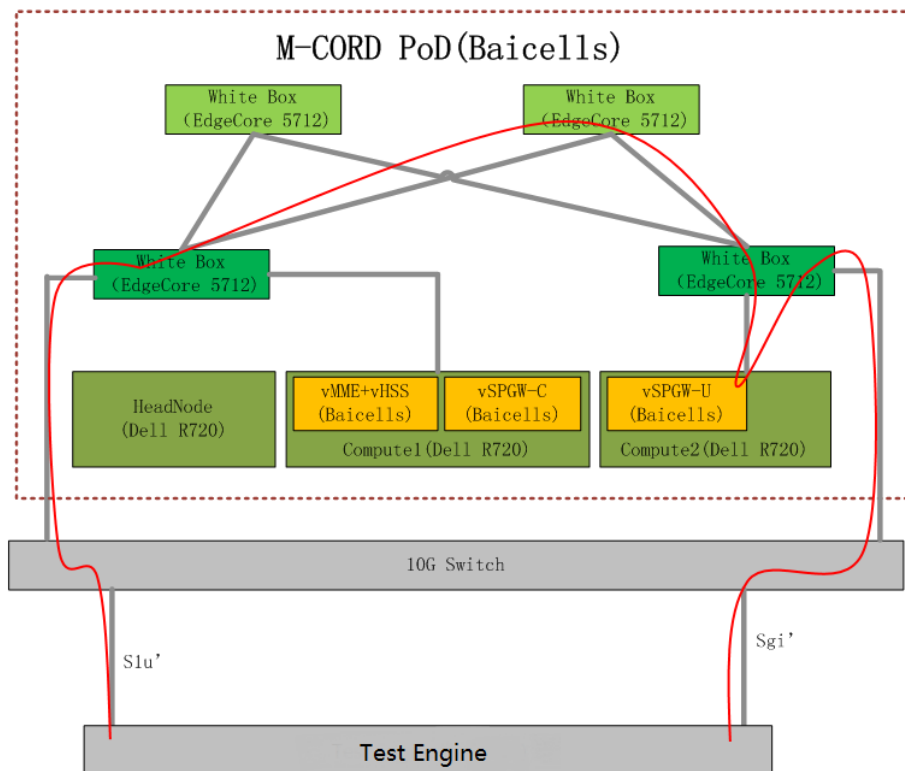 M-CORD PoD(Baicells)
White Box
(EdgeCore 5712)
White Box
(EdgeCore 5712)
White Box
(EdgeCore 5712)
White Box
(EdgeCore 5712)
HeadNode
(Dell R720)
vMME+vHSS
(Baicells)
vSPGW-C
(Baicells)
Compute1(Dell R720)
vSPGW-U
(Baicells)
Compute2(Dell R720)
10G Switch
S1u’
Sgi’
Test Engine